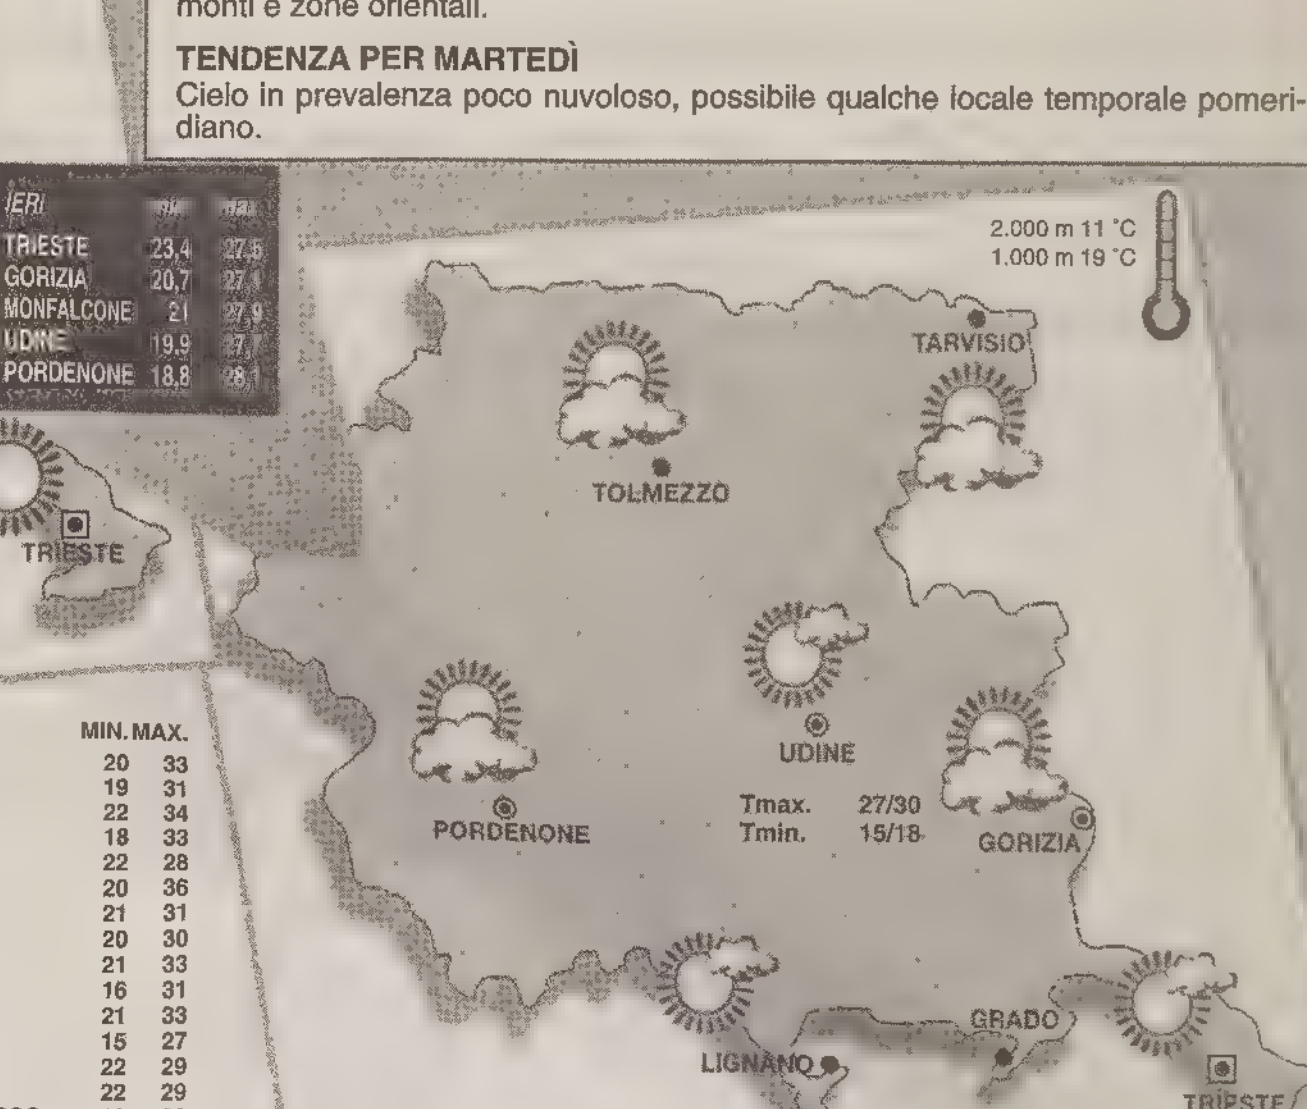 monti e zone orientali.
TENDENZA PER MARTEDÌ
Cielo in prevalenza poco nuvoloso, possibile qualche locale temporale pomeri-
diano.
IERI
TRIESTE 23,4 27,5
GORIZIA 20,7
MONFALCONE 21 27,9
UDINE 19,9
PORDENONE 18,8 28,1
2.000 m 11 °C
1.000 m 19 °C
TARVISIO
TOLMEZZO
TRIESTE
UDINE
Tmax. 27/30
Tmin. 15/18
PORDENONE
GORIZIA
MIN. MAX.
20 33
19 31
22 34
18 33
22 28
20 36
21 31
20 30
21 33
16 31
21 33
15 27
22 29
22 29
GRADO
LIGNANO
TRIESTE